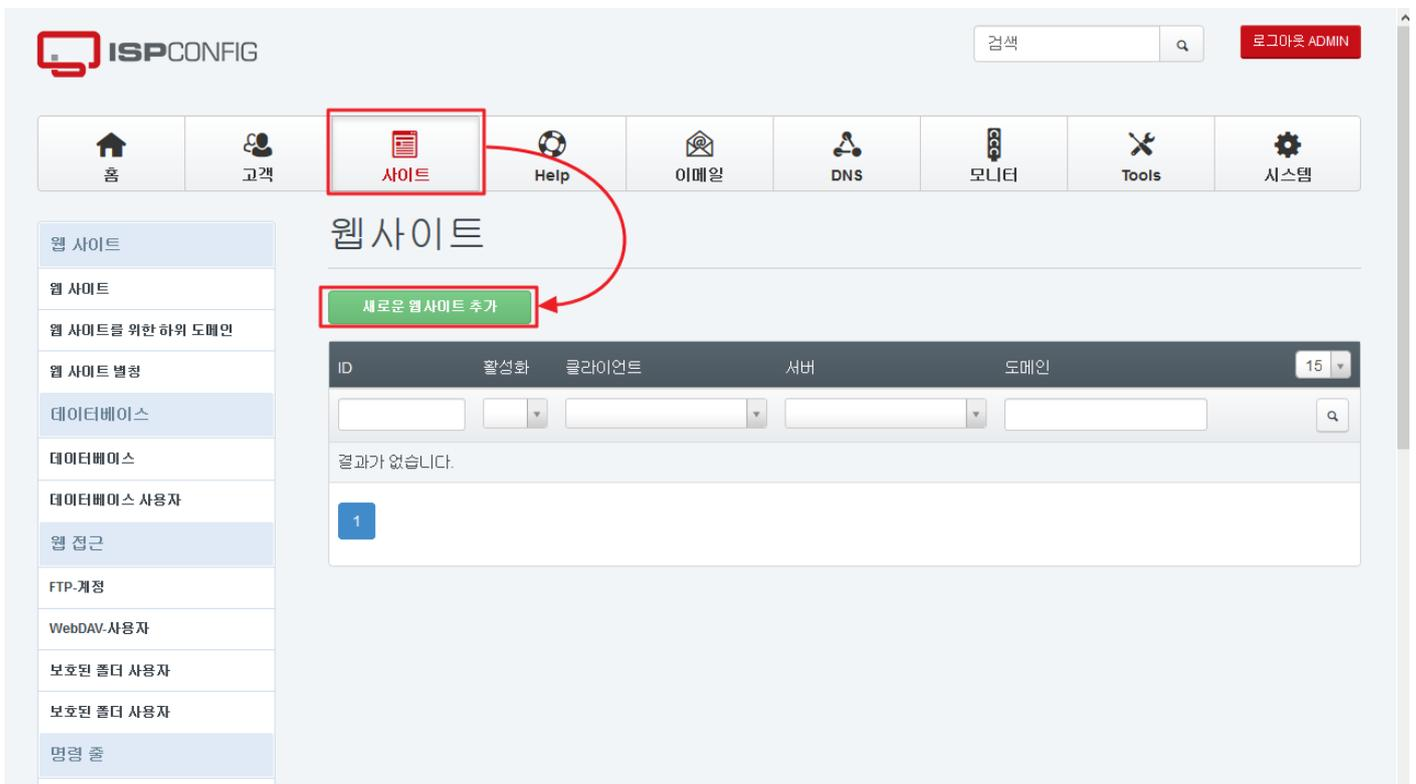 ISPCONFIG
검색
로그아웃 ADMIN
홈
고객
사이트
Help
이메일
DNS
모니터
Tools
시스템
웹 사이트
웹 사이트
웹 사이트를 위한 하위 도메인
웹 사이트 별칭
데이터베이스
데이터베이스
데이터베이스 사용자
웹 접근
FTP-계정
WebDAV-사용자
보호된 폴더 사용자
보호된 폴더 사용자
명령 줄
웹사이트
새로운 웹사이트 추가
ID 활성화 클라이언트 서버 도메인 15
결과가 없습니다.
1